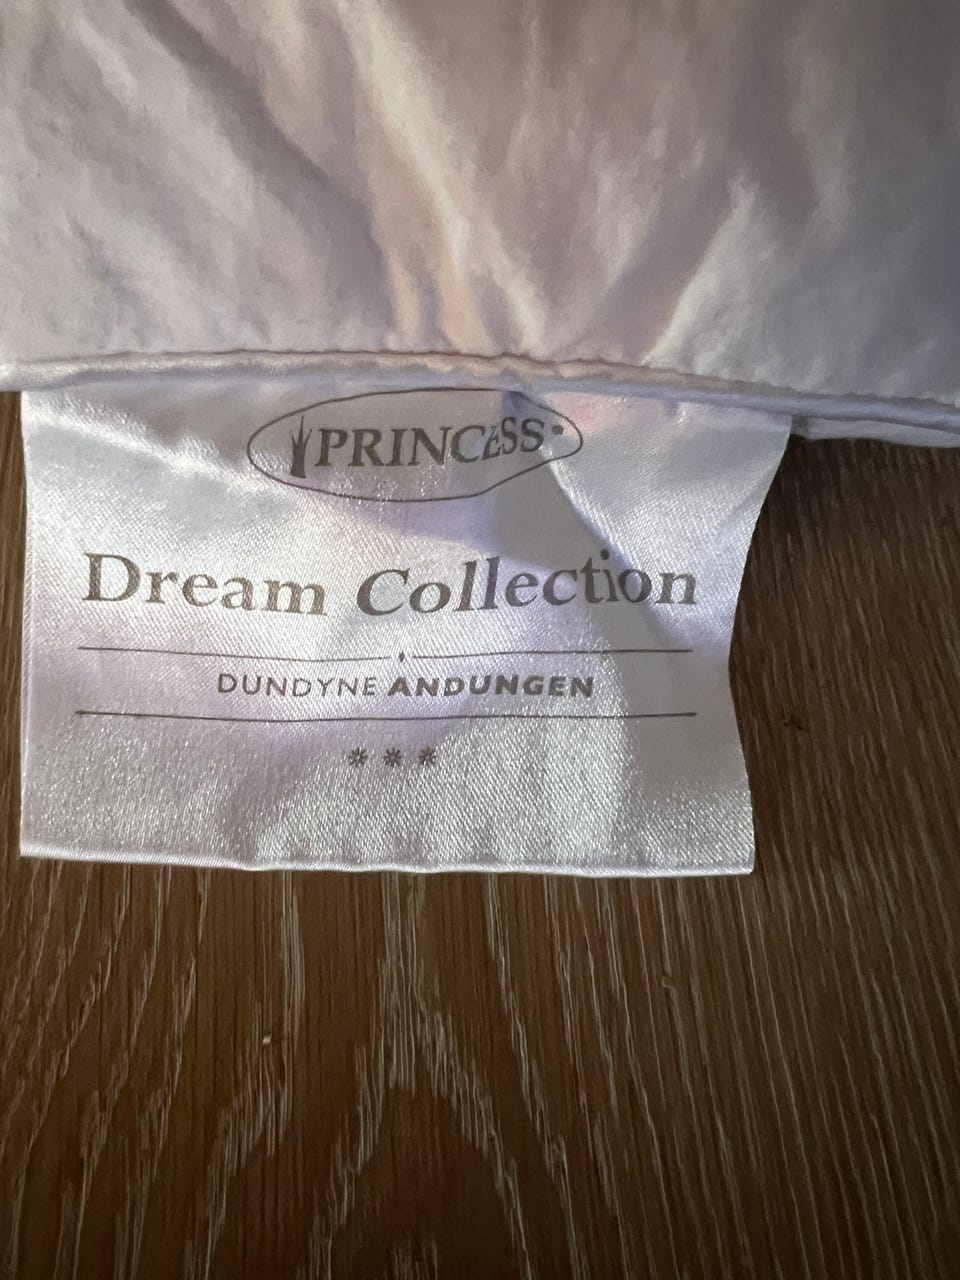 PRINCESS
Dream Collection
DUNDYNE ANDUNGEN
***